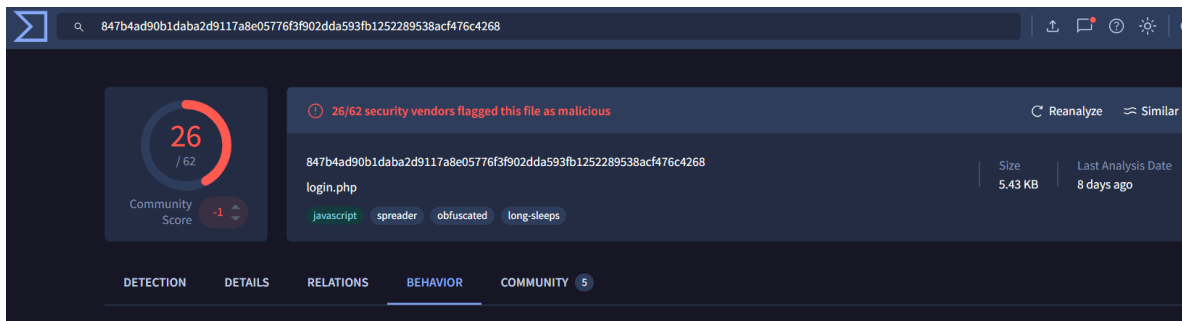 847b4ad90b1daba2d9117a8e05776f3f902dda593fb1252289538acf476c4268
26
/ 62
Community
Score
-1
26/62 security vendors flagged this file as malicious
Reanalyze
Similar
847b4ad90b1daba2d9117a8e05776f3f902dda593fb1252289538acf476c4268
login.php
javascript spreader obfuscated long-sleeps
Size
5.43 KB
Last Analysis Date
8 days ago
DETECTION DETAILS RELATIONS BEHAVIOR COMMUNITY 5